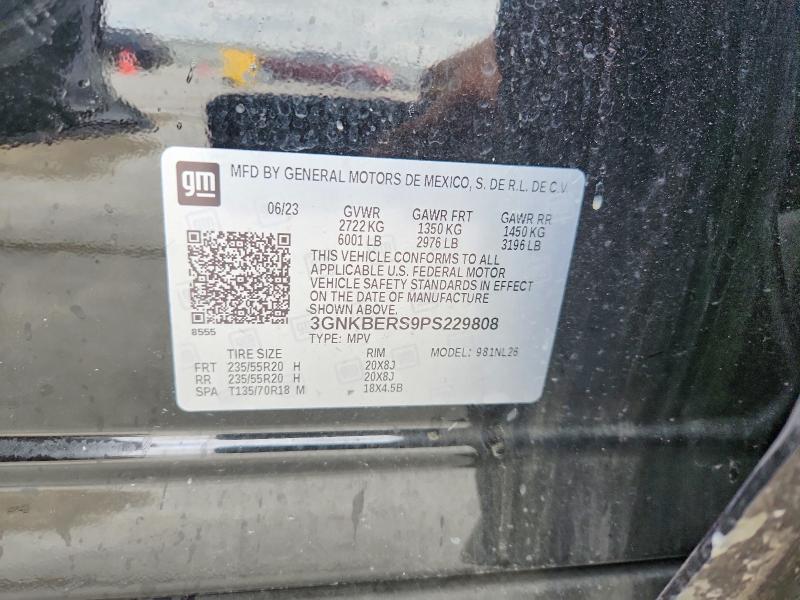 gm
MFD BY GENERAL MOTORS DE MEXICO, S. DE R.L. DE C.V.
06/23 GVWR GAWR FRT GAWR RR
2722 KG 1350 KG 1450 KG
6001 LB 2976 LB 3196 LB
THIS VEHICLE CONFORMS TO ALL
APPLICABLE U.S. FEDERAL MOTOR
VEHICLE SAFETY STANDARDS IN EFFECT
ON THE DATE OF MANUFACTURE
SHOWN ABOVE.
3GNKBERS9PS229808
8555
TYPE: MPV
TIRE SIZE RIM MODEL: 981NL26
FRT 235/55R20 H 20X8J
RR 235/55R20 H 20X8J
SPA T135/70R18 M 18X4.5B